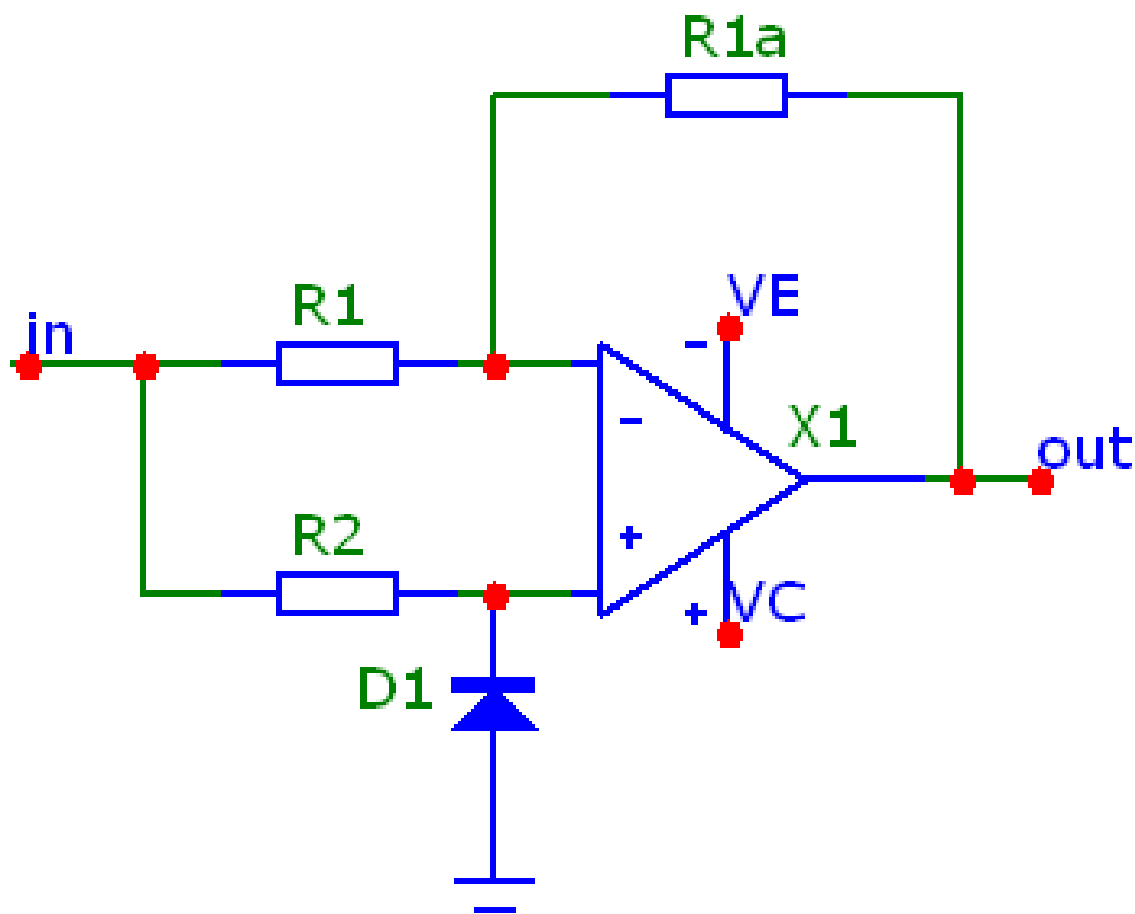 R1a
VE
in
R1
-
X1
-
out
R2
+
VC
+
D1